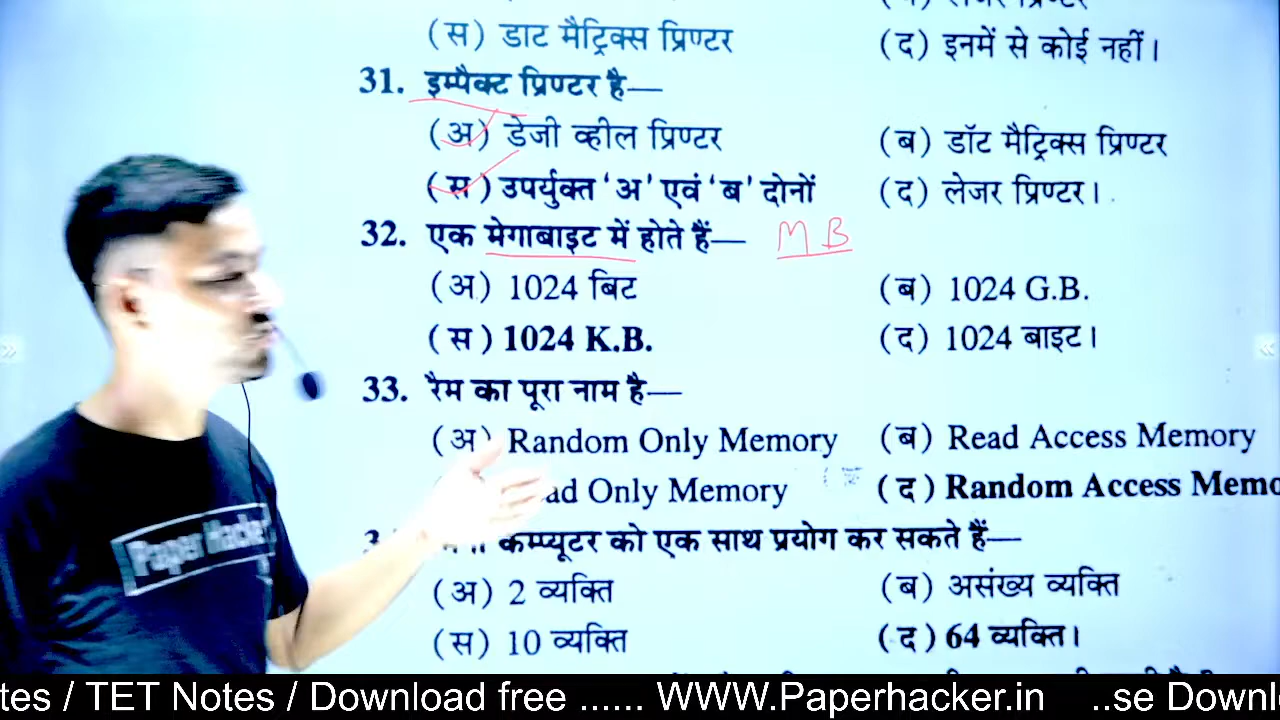 (स) डाट मैट्रिक्स प्रिण्टर (द) इनमें से कोई नहीं।
31. इम्पैक्ट प्रिण्टर है—
(अ) डेजी व्हील प्रिण्टर (ब) डॉट मैट्रिक्स प्रिण्टर
(स) उपर्युक्त ‘अ’ एवं ‘ब’ दोनों (द) लेजर प्रिण्टर।
32. एक मेगाबाइट में होते हैं— MB
(अ) 1024 बिट (ब) 1024 G.B.
(स) 1024 K.B. (द) 1024 बाइट।
33. रैम का पूरा नाम है—
(अ) Random Only Memory (ब) Read Access Memory
Only Memory (द) Random Access Memo
कम्प्यूटर को एक साथ प्रयोग कर सकते हैं—
(अ) 2 व्यक्ति (ब) असंख्य व्यक्ति
(स) 10 व्यक्ति (द) 64 व्यक्ति।
Paper Hacker
tes / TET Notes / Download free ...... WWW.Paperhacker.in ..se Downl